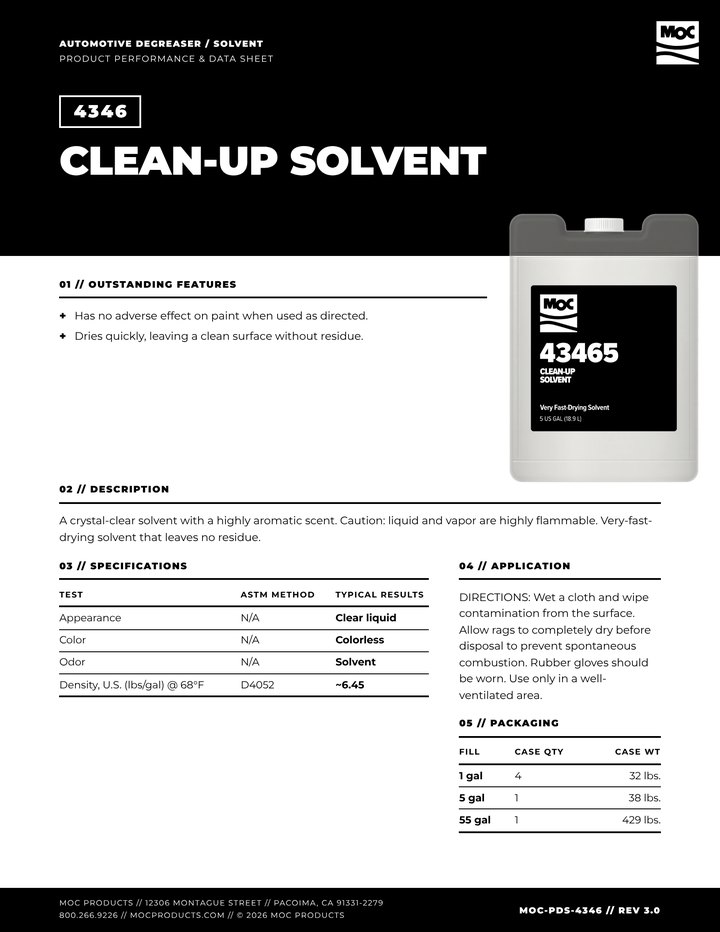 AUTOMOTIVE DEGREASER / SOLVENT
PRODUCT PERFORMANCE & DATA SHEET
MOC
4346
CLEAN-UP SOLVENT
01 // OUTSTANDING FEATURES
+ Has no adverse effect on paint when used as directed.
+ Dries quickly, leaving a clean surface without residue.
MOC
43465
CLEAN-UP
SOLVENT
Very Fast-Drying Solvent
5 US GAL (18.9 L)
02 // DESCRIPTION
A crystal-clear solvent with a highly aromatic scent. Caution: liquid and vapor are highly flammable. Very-fast-
drying solvent that leaves no residue.
03 // SPECIFICATIONS
TEST ASTM METHOD TYPICAL RESULTS
Appearance N/A Clear liquid
Color N/A Colorless
Odor N/A Solvent
Density, U.S. (lbs/gal) @ 68°F D4052 ~6.45
04 // APPLICATION
DIRECTIONS: Wet a cloth and wipe
contamination from the surface.
Allow rags to completely dry before
disposal to prevent spontaneous
combustion. Rubber gloves should
be worn. Use only in a well-
ventilated area.
05 // PACKAGING
FILL CASE QTY CASE WT
1 gal 4 32 lbs.
5 gal 1 38 lbs.
55 gal 1 429 lbs.
MOC PRODUCTS // 12306 MONTAGUE STREET // PACOIMA, CA 91331-2279
800.266.9226 // MOCPRODUCTS.COM // © 2026 MOC PRODUCTS
MOC-PDS-4346 // REV 3.0